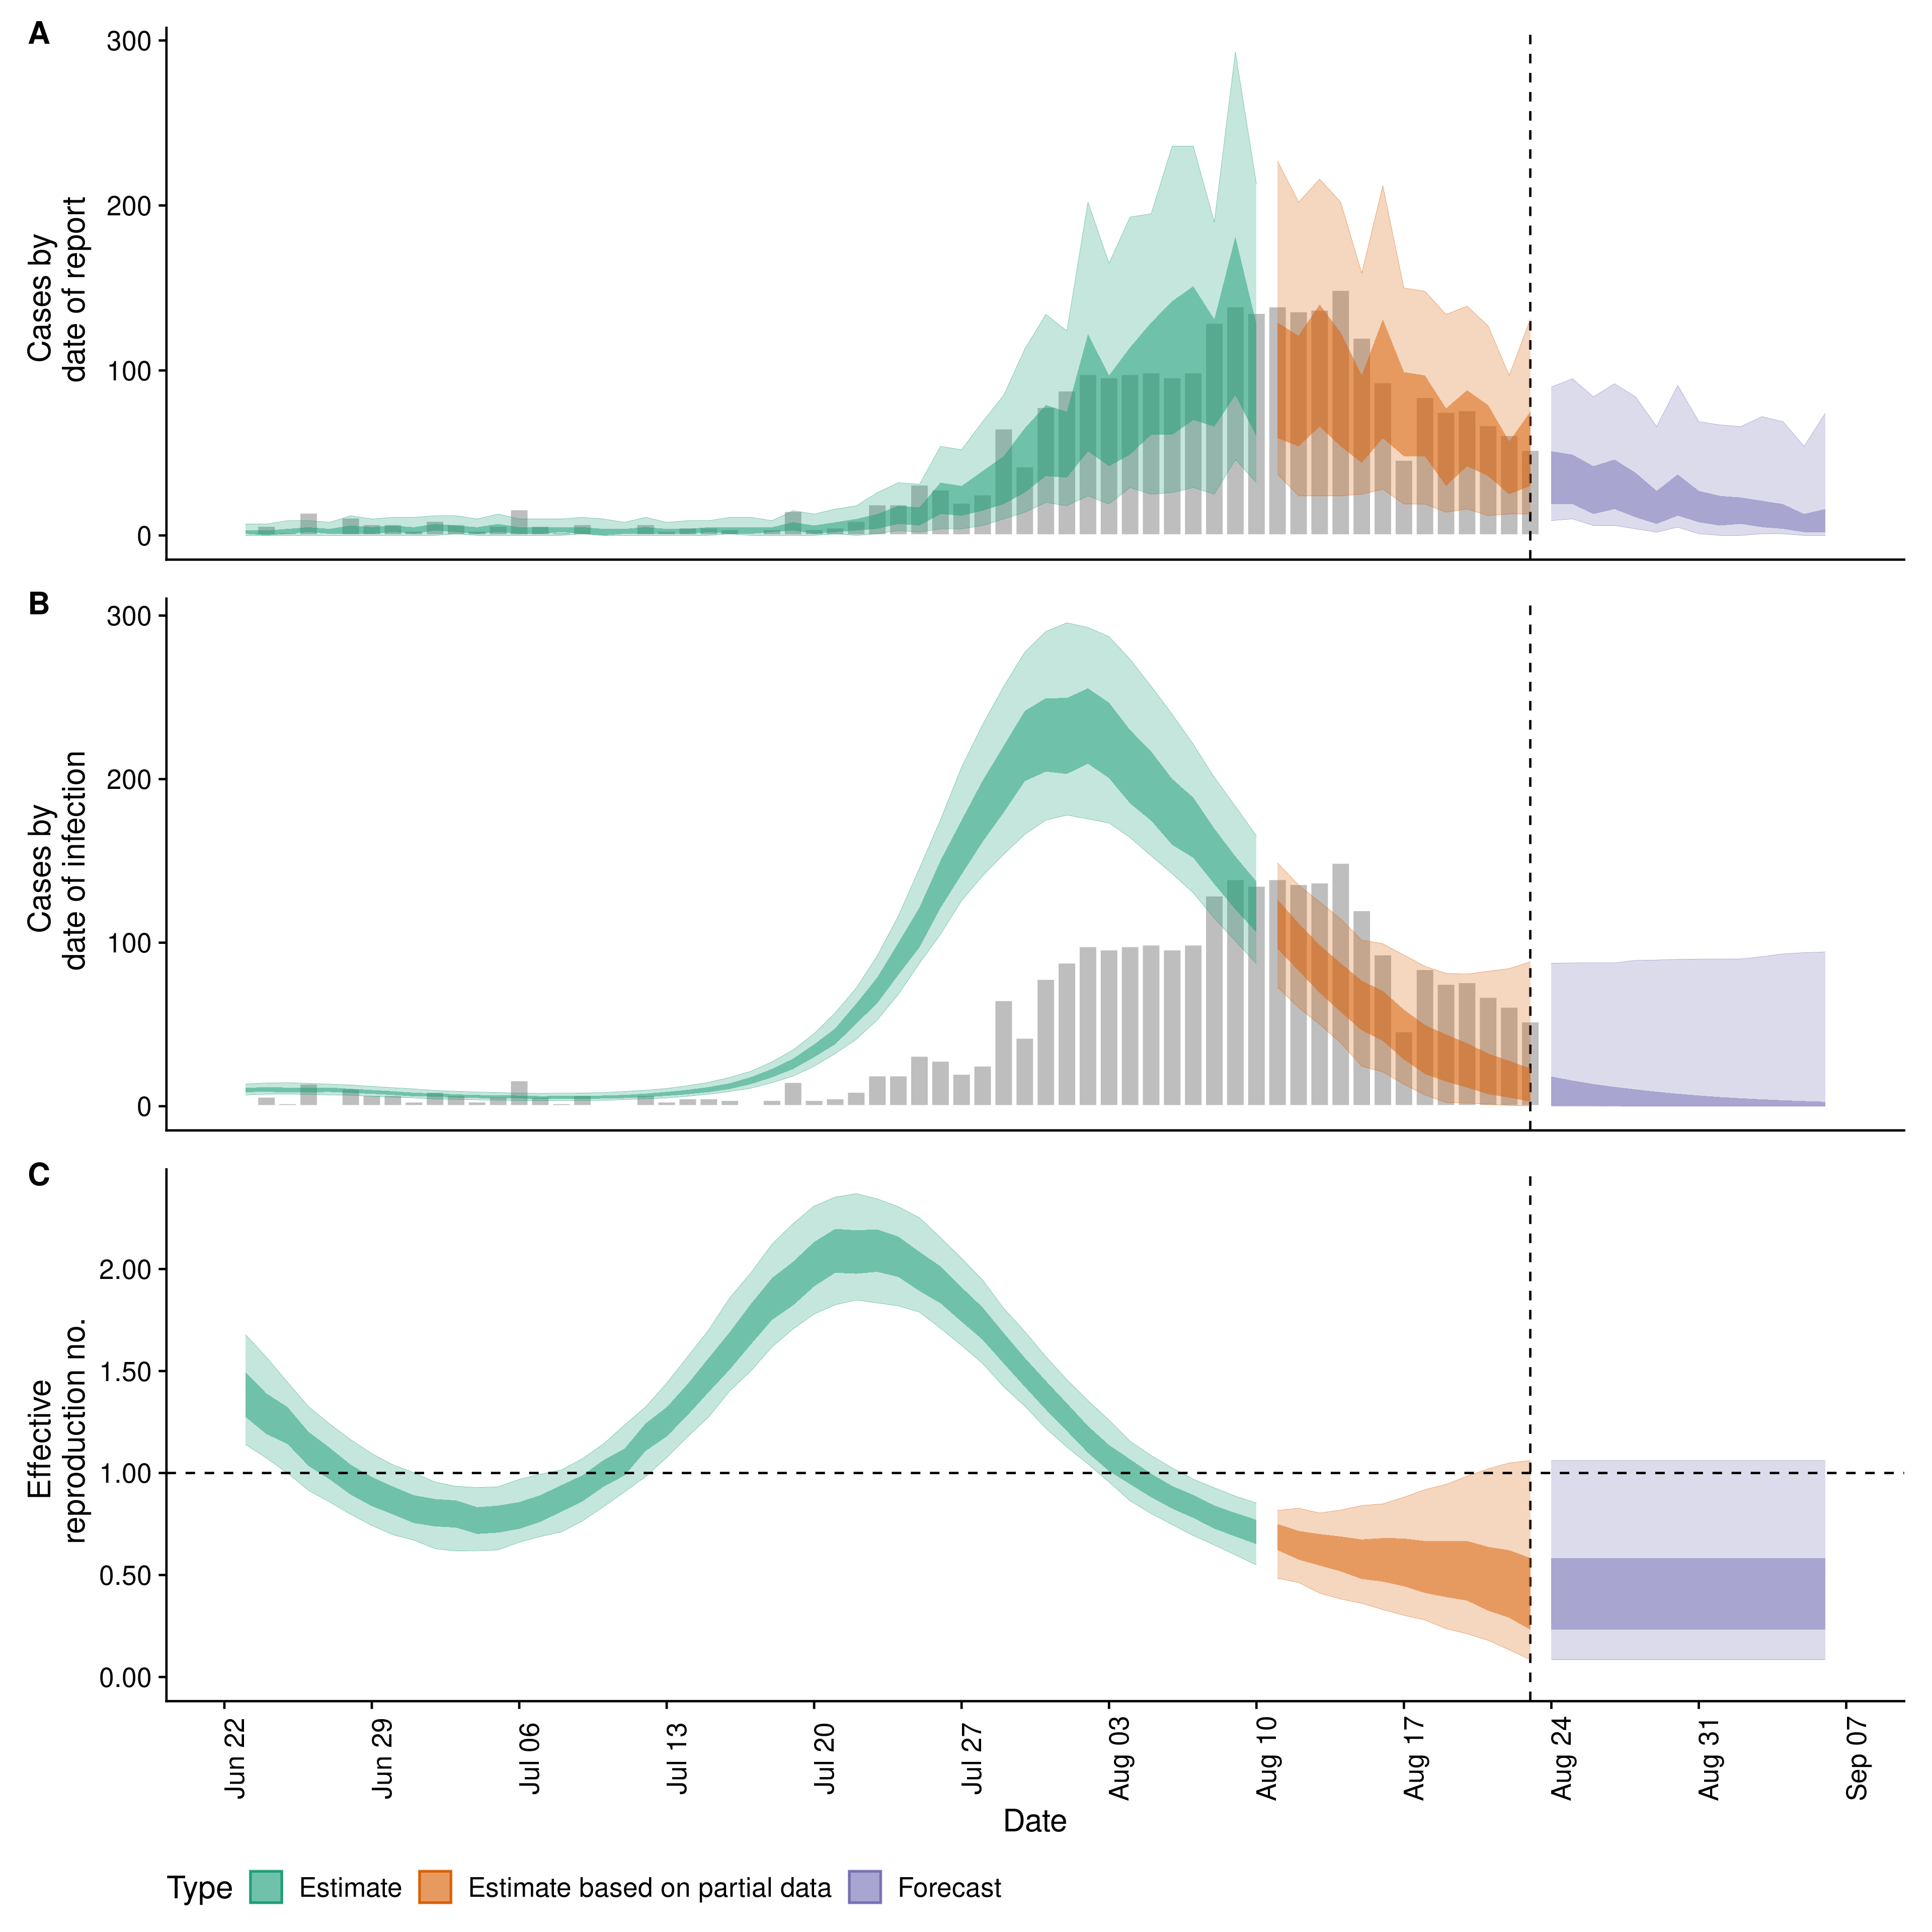 A
300
200
100
0
Cases by
date of report
B
300
200
100
0
Cases by
date of infection
C
2.00
1.50
1.00
0.50
0.00
Effective
reproduction no.
Jun 22
Jun 29
Jul 06
Jul 13
Jul 20
Jul 27
Aug 03
Aug 10
Aug 17
Aug 24
Aug 31
Sep 07
Date
Type Estimate Estimate based on partial data Forecast